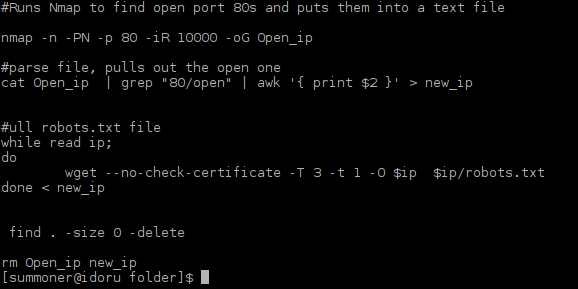 #Runs Nmap to find open port 80s and puts them into a text file
nmap -n -PN -p 80 -iR 10000 -oG Open_ip
#parse file, pulls out the open one
cat Open_ip  | grep "80/open" | awk '{ print $2 }' > new_ip
#ull robots.txt file
while read ip;
do
        wget --no-check-certificate -T 3 -t 1 -O $ip  $ip/robots.txt
done < new_ip
 find . -size 0 -delete
rm Open_ip new_ip
[summoner@idoru folder]$